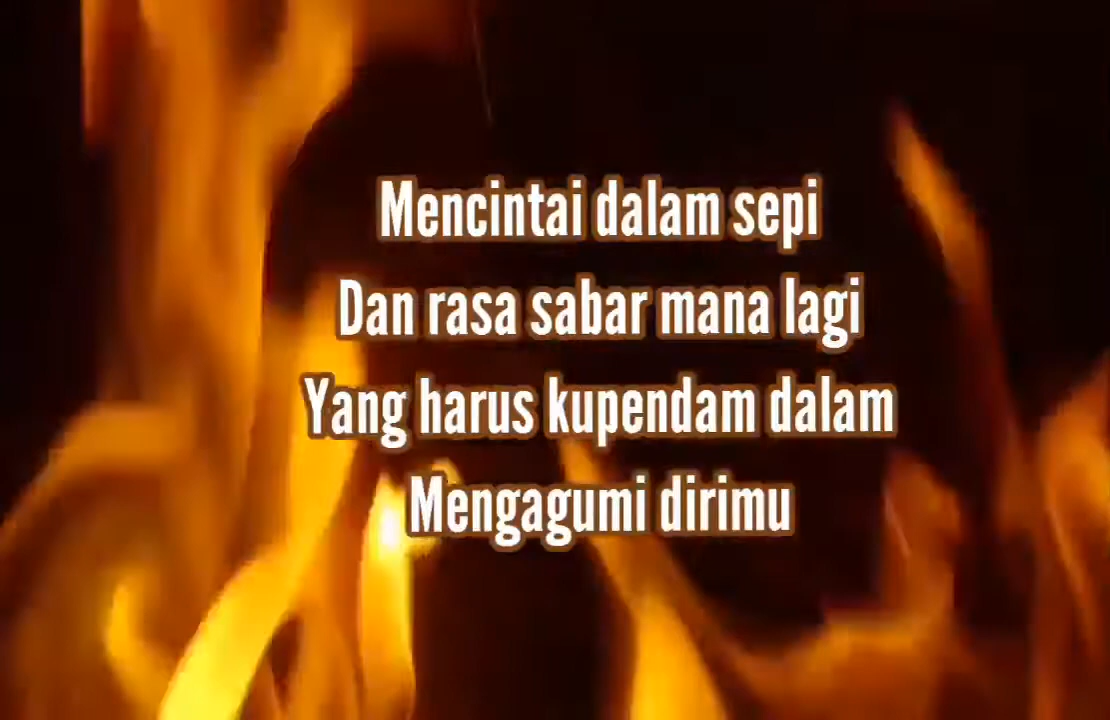 Mencintai dalam sepi
Dan rasa sabar mana lagi
Yang harus kupendam dalam
Mengagumi dirimu